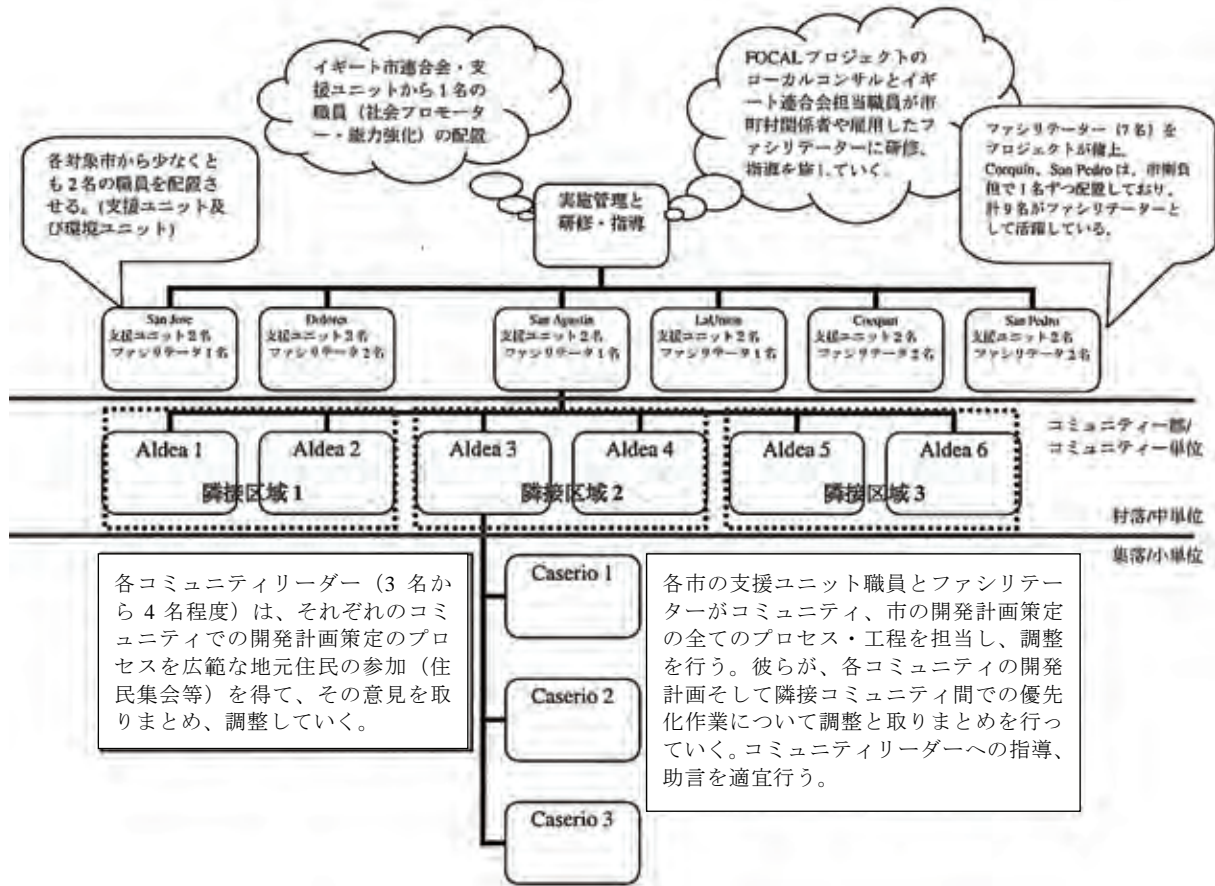 イギート市連合会・支
援ユニットから1名の
職員（社会プロモータ
ー・能力強化）の配置
FOCALプロジェクトの
ローカルコンサルとイギ
ート連合会担当職員が市
町村関係者や雇用したフ
ァシリテーターに研修、
指導を施していく。
各対象市から少なくと
も2名の職員を配置さ
せる。(支援ユニット及
び環境ユニット)
ファシリテーター（7名）を
プロジェクトが傭上。
Corquín、San Pedroは、市側負
担で1名ずつ配置しており、
計9名がファシリテーターと
して活躍している。
実施管理と
研修・指導
San Jose
支援ユニット2名
ファシリテータ1名
Dolores
支援ユニット2名
ファシリテータ2名
San Agustin
支援ユニット2名
ファシリテータ1名
LaUnion
支援ユニット2名
ファシリテータ1名
支援ユニット2名
ファシリテータ2名
San Pedro
支援ユニット2名
ファシリテータ2名
コミュニティー郡/
コミュニティー単位
Aldea 1
Aldea 2
Aldea 3
Aldea 4
Aldea 5
Aldea 6
隣接区域 1
隣接区域 2
隣接区域 3
村落/中単位
集落/小単位
各コミュニティリーダー（3 名か
ら 4 名程度）は、それぞれのコミ
ュニティでの開発計画策定のプロ
セスを広範な地元住民の参加（住
民集会等）を得て、その意見を取
りまとめ、調整していく。
Caserio 1
Caserio 2
Caserio 3
各市の支援ユニット職員とファシリテー
ターがコミュニティ、市の開発計画策定
の全てのプロセス・工程を担当し、調整
を行う。彼らが、各コミュニティの開発
計画そして隣接コミュニティ間での優先
化作業について調整と取りまとめを行っ
ていく。コミュニティリーダーへの指導、
助言を適宜行う。